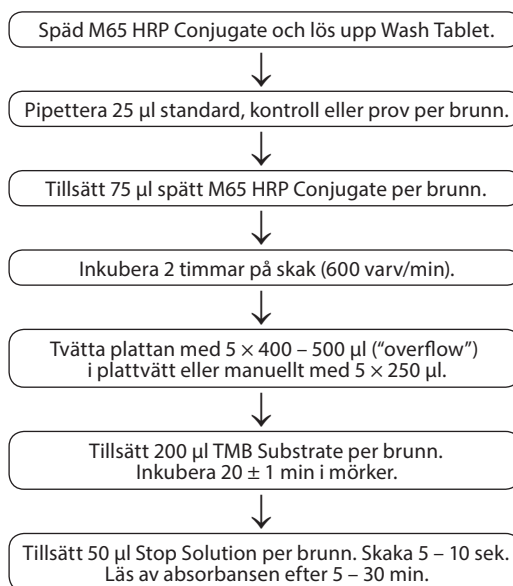 Späd M65 HRP Conjugate och lös upp Wash Tablet.
Pipettera 25 µl standard, kontroll eller prov per brunn.
Tillsätt 75 µl spätt M65 HRP Conjugate per brunn.
Inkubera 2 timmar på skak (600 varv/min).
Tvätta plattan med 5 × 400 – 500 µl (“overflow”)
i plattvätt eller manuellt med 5 × 250 µl.
Tillsätt 200 µl TMB Substrate per brunn.
Inkubera 20 ± 1 min i mörker.
Tillsätt 50 µl Stop Solution per brunn. Skaka 5 – 10 sek.
Läs av absorbansen efter 5 – 30 min.